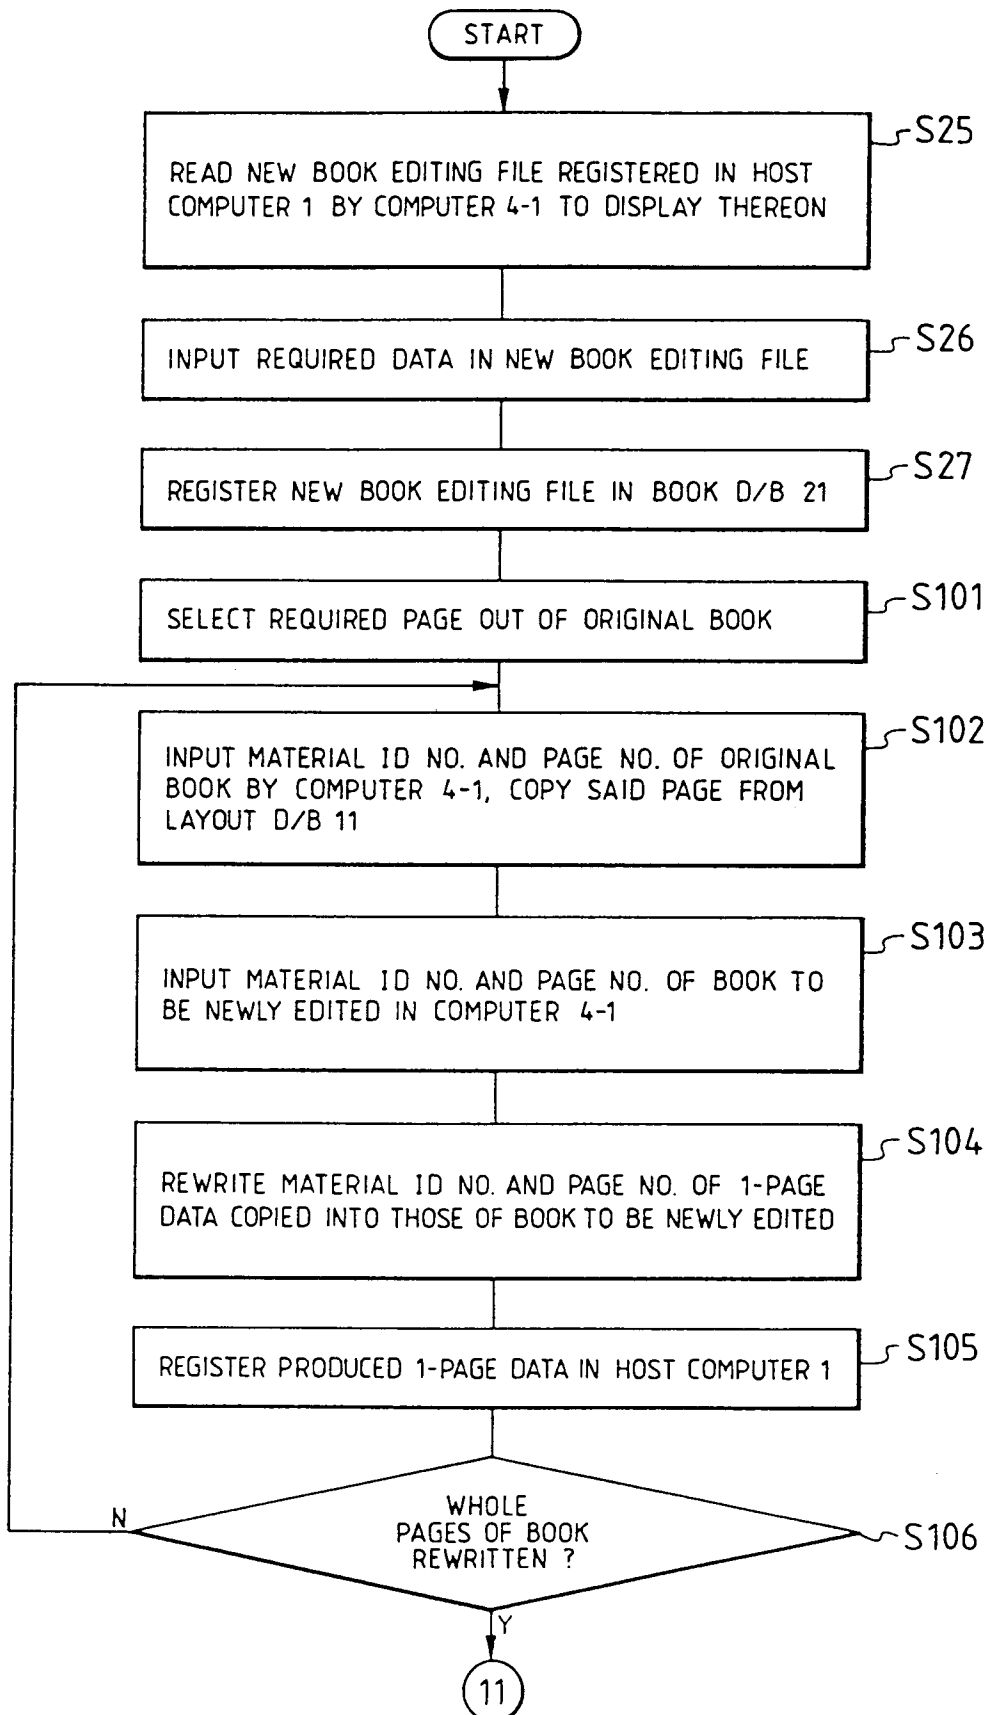 START
S25
READ NEW BOOK EDITING FILE REGISTERED IN HOST
COMPUTER 1 BY COMPUTER 4-1 TO DISPLAY THEREON
S26
INPUT REQUIRED DATA IN NEW BOOK EDITING FILE
S27
REGISTER NEW BOOK EDITING FILE IN BOOK D/B 21
S101
SELECT REQUIRED PAGE OUT OF ORIGINAL BOOK
S102
INPUT MATERIAL ID NO. AND PAGE NO. OF ORIGINAL
BOOK BY COMPUTER 4-1, COPY SAID PAGE FROM
LAYOUT D/B 11
S103
INPUT MATERIAL ID NO. AND PAGE NO. OF BOOK TO
BE NEWLY EDITED IN COMPUTER 4-1
S104
REWRITE MATERIAL ID NO. AND PAGE NO. OF 1-PAGE
DATA COPIED INTO THOSE OF BOOK TO BE NEWLY EDITED
S105
REGISTER PRODUCED 1-PAGE DATA IN HOST COMPUTER 1
N
WHOLE
PAGES OF BOOK
REWRITTEN ?
S106
Y
11